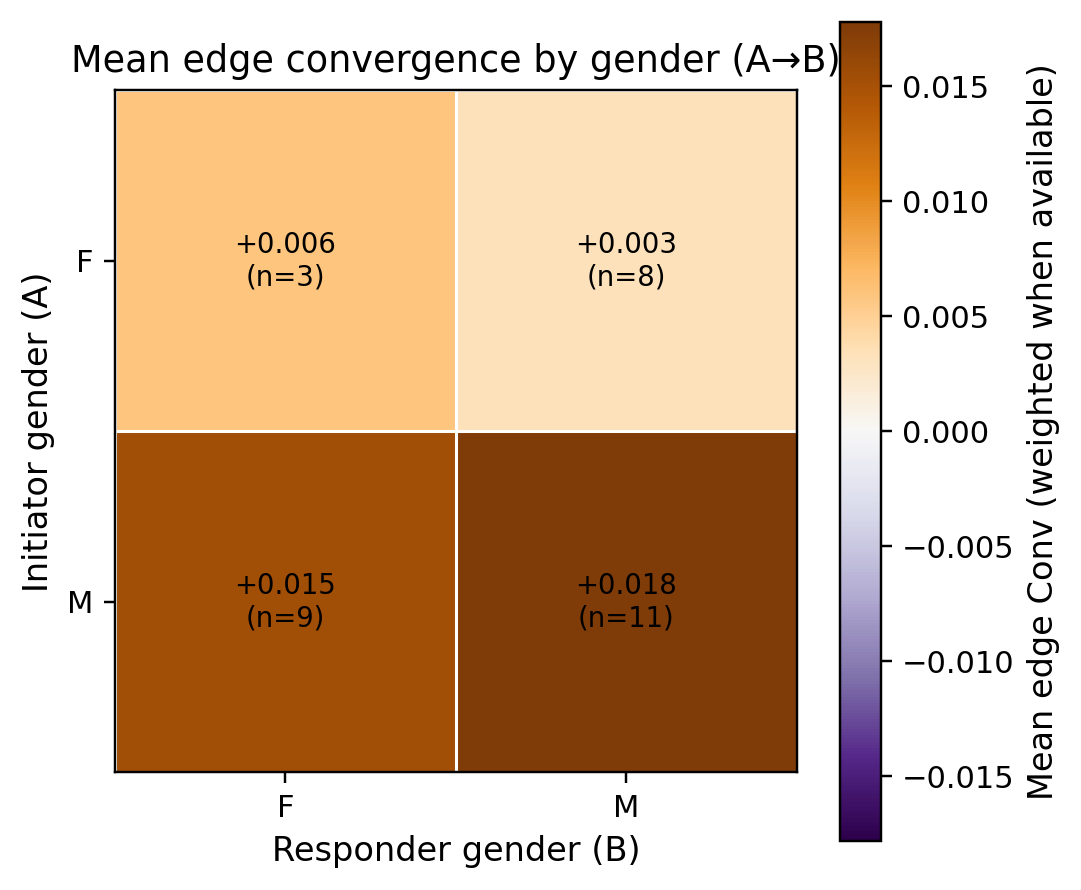 Mean edge convergence by gender (A→B)
Initiator gender (A)
F
M
+0.006
(n=3)
+0.003
(n=8)
+0.015
(n=9)
+0.018
(n=11)
F
M
Responder gender (B)
0.015
0.010
0.005
0.000
−0.005
−0.010
−0.015
Mean edge Conv (weighted when available)